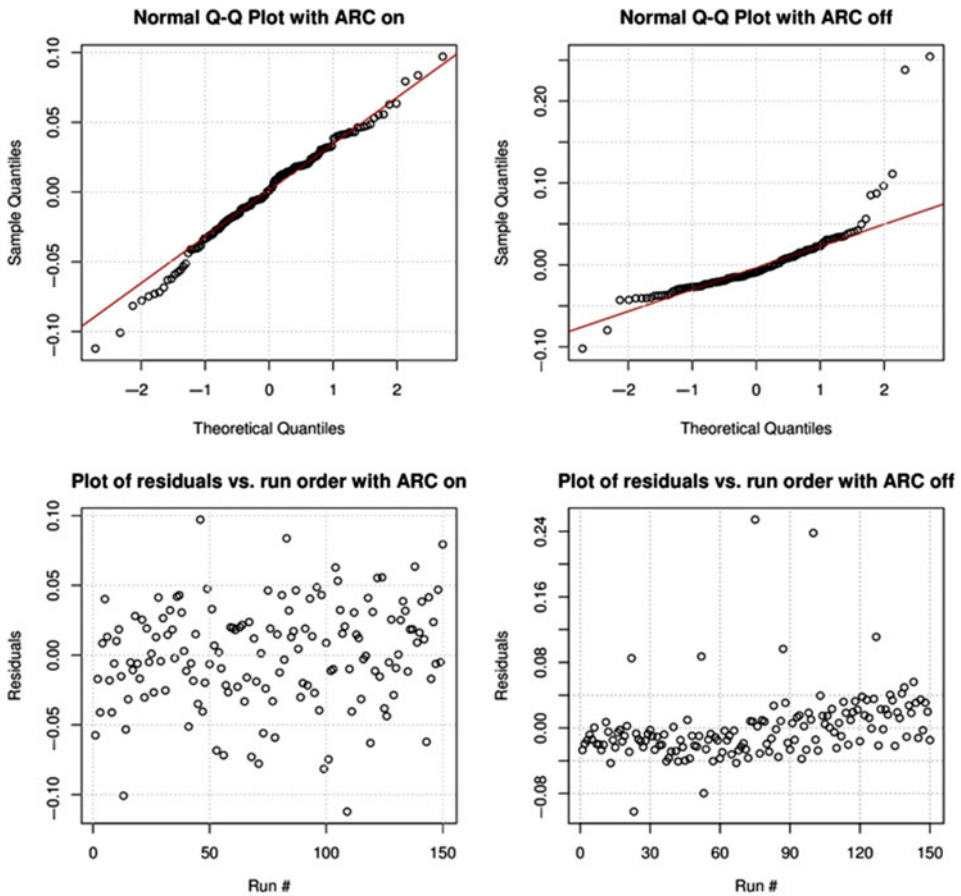 Normal Q-Q Plot with ARC on
Sample Quantiles
0.10
0.05
0.00
−0.05
−0.10
−2 −1 0 1 2
Theoretical Quantiles
Normal Q-Q Plot with ARC off
Sample Quantiles
0.20
0.10
0.00
−0.10
−2 −1 0 1 2
Theoretical Quantiles
Plot of residuals vs. run order with ARC on
Residuals
0.10
0.05
0.00
−0.05
−0.10
0 50 100 150
Run #
Plot of residuals vs. run order with ARC off
Residuals
0.24
0.16
0.08
0.00
−0.08
0 30 60 90 120 150
Run #